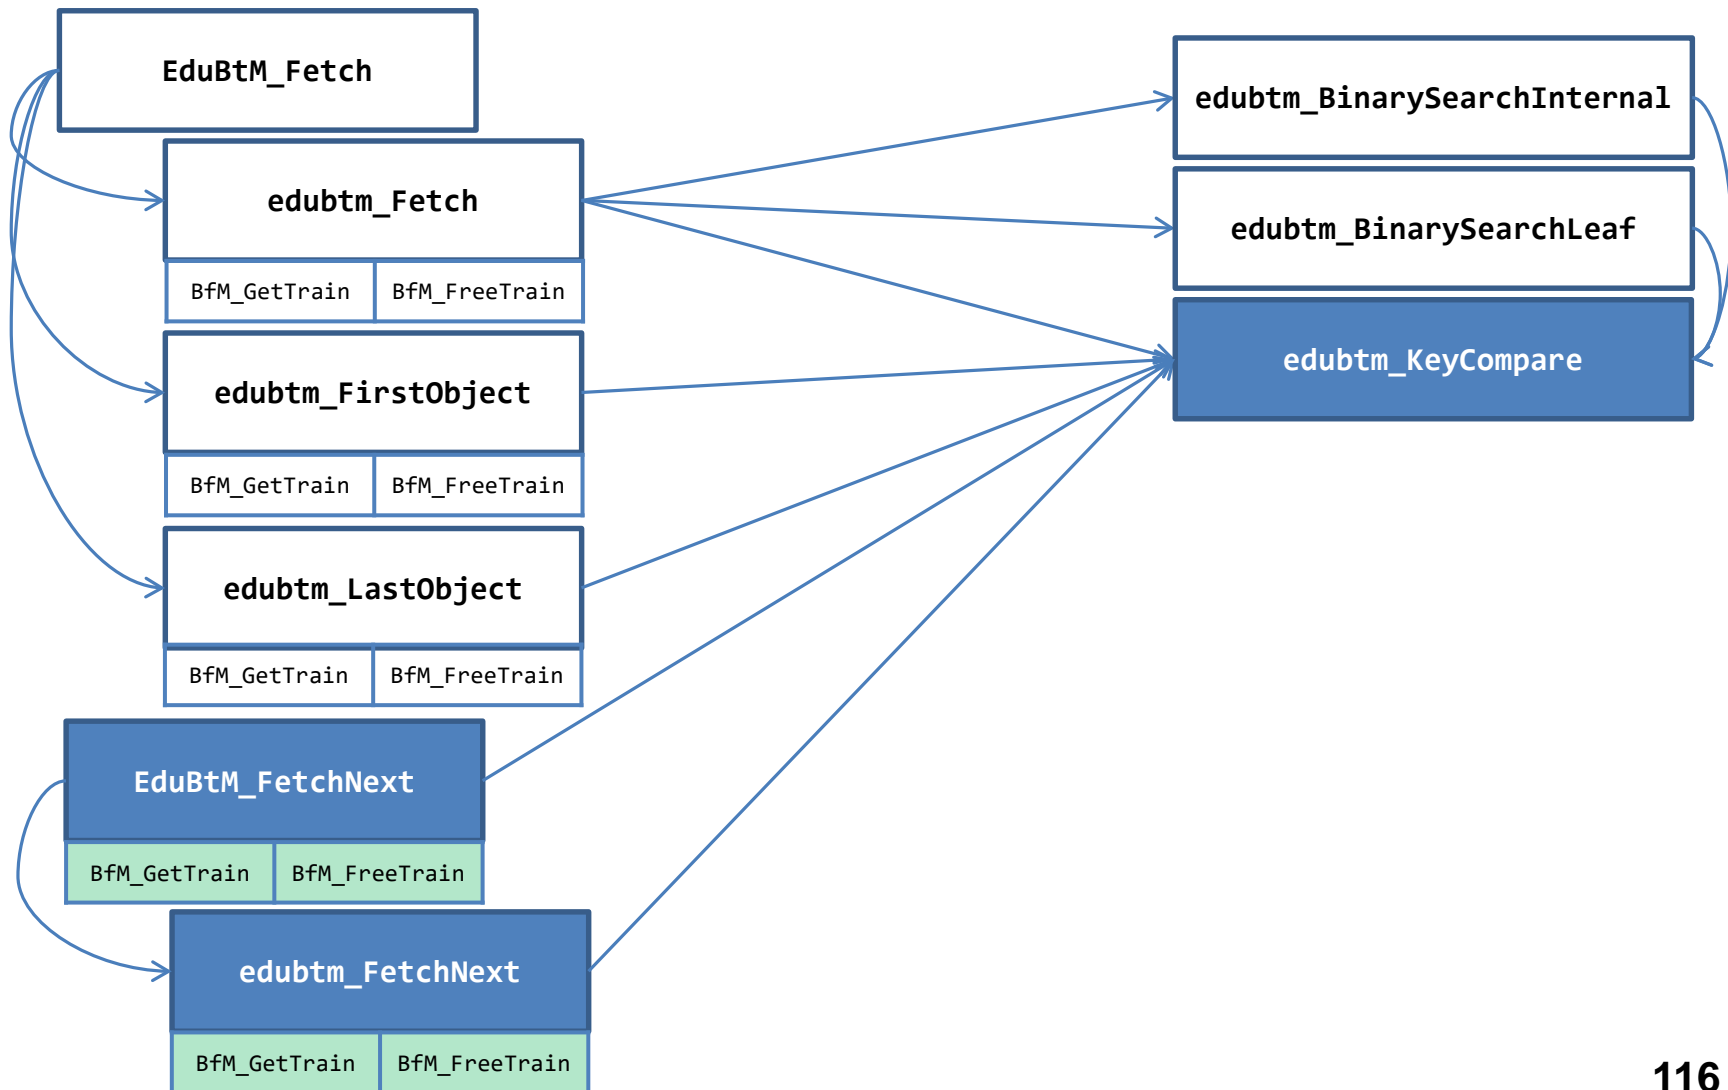 EduBtM_Fetch
edubtm_Fetch
BfM_GetTrain BfM_FreeTrain
edubtm_FirstObject
BfM_GetTrain BfM_FreeTrain
edubtm_LastObject
BfM_GetTrain BfM_FreeTrain
EduBtM_FetchNext
BfM_GetTrain BfM_FreeTrain
edubtm_FetchNext
BfM_GetTrain BfM_FreeTrain
edubtm_BinarySearchInternal
edubtm_BinarySearchLeaf
edubtm_KeyCompare
116